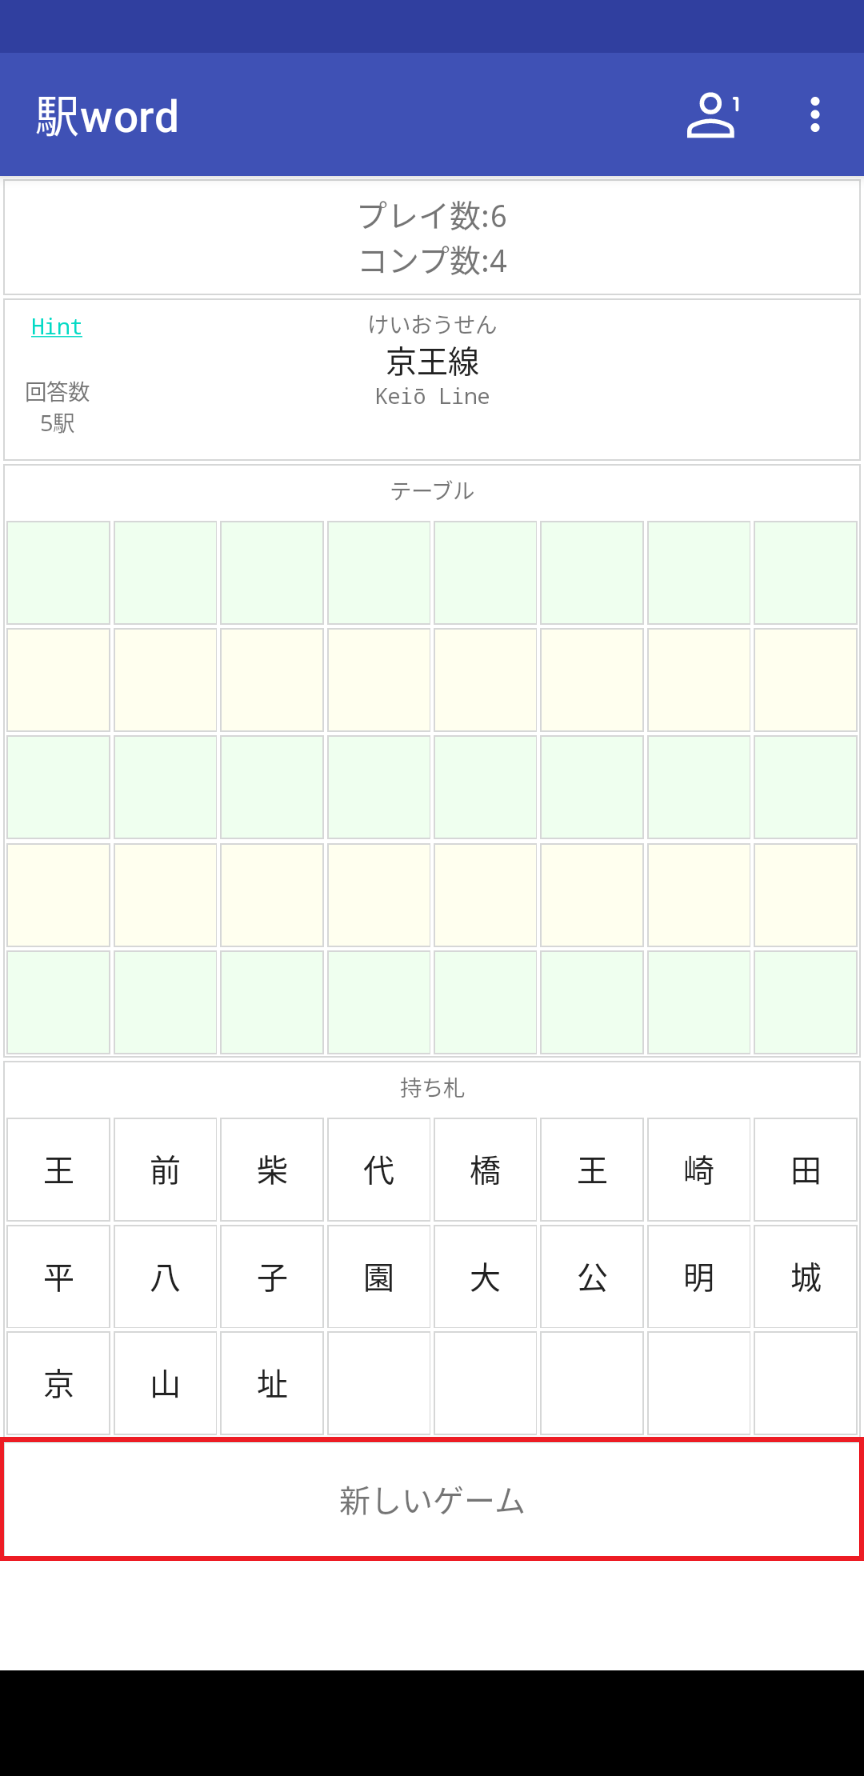 駅word
1
プレイ数:6
コンプ数:4
Hint
けいおうせん
京王線
Keiō Line
回答数
5駅
テーブル
持ち札
王 前 柴 代 橋 王 崎 田
平 八 子 園 大 公 明 城
京 山 址
新しいゲーム